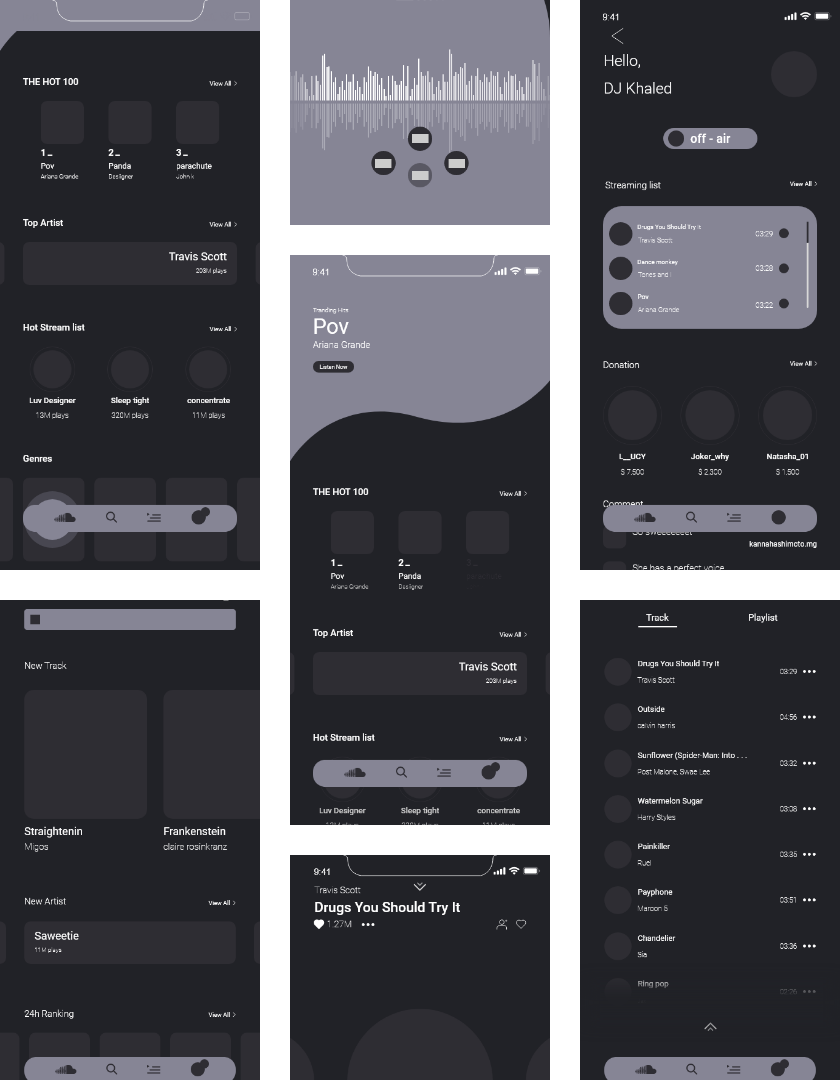 THE HOT 100
View All
1 _
2 _
3 _
Pov
Panda
parachute
Ariana Grande
Desiigner
John k
Top Artist
View All
Travis Scott
203M plays
Hot Stream list
View All
Luv Designer
Sleep tight
concentrate
13M plays
320M plays
11M plays
Genres
New Track
Straightenin
Frankenstein
Migos
claire rosinkranz
New Artist
View All
Saweetie
11M plays
24h Ranking
View All
9:41
Tranding Hits
Pov
Ariana Grande
Listen Now
THE HOT 100
View All
1 _
2 _
Pov
Panda
Ariana Grande
Desiigner
Top Artist
View All
Travis Scott
203M plays
Hot Stream list
View All
Luv Designer
Sleep tight
concentrate
9:41
Travis Scott
Drugs You Should Try It
1.27M
9:41
Hello,
DJ Khaled
off - air
Streaming list
View All
Drugs You Should Try It
Travis Scott
03:29
Dance monkey
Tones and I
03:28
Pov
Ariana Grande
03:22
Donation
View All
L__UCY
Joker_why
Natasha_01
$ 7.500
$ 2.300
$ 1.500
Comment
So sweeeeeeet
kannahashimoto.mg
She has a perfect voice
Track
Playlist
Drugs You Should Try It
Travis Scott
03:29
Outside
calvin harris
04:56
Sunflower (Spider-Man: Into . . .
Post Malone, Swae Lee
03:32
Watermelon Sugar
Harry Styles
03:08
Painkiller
Ruel
03:35
Payphone
Maroon 5
03:51
Chandelier
Sia
03:36
Ring pop